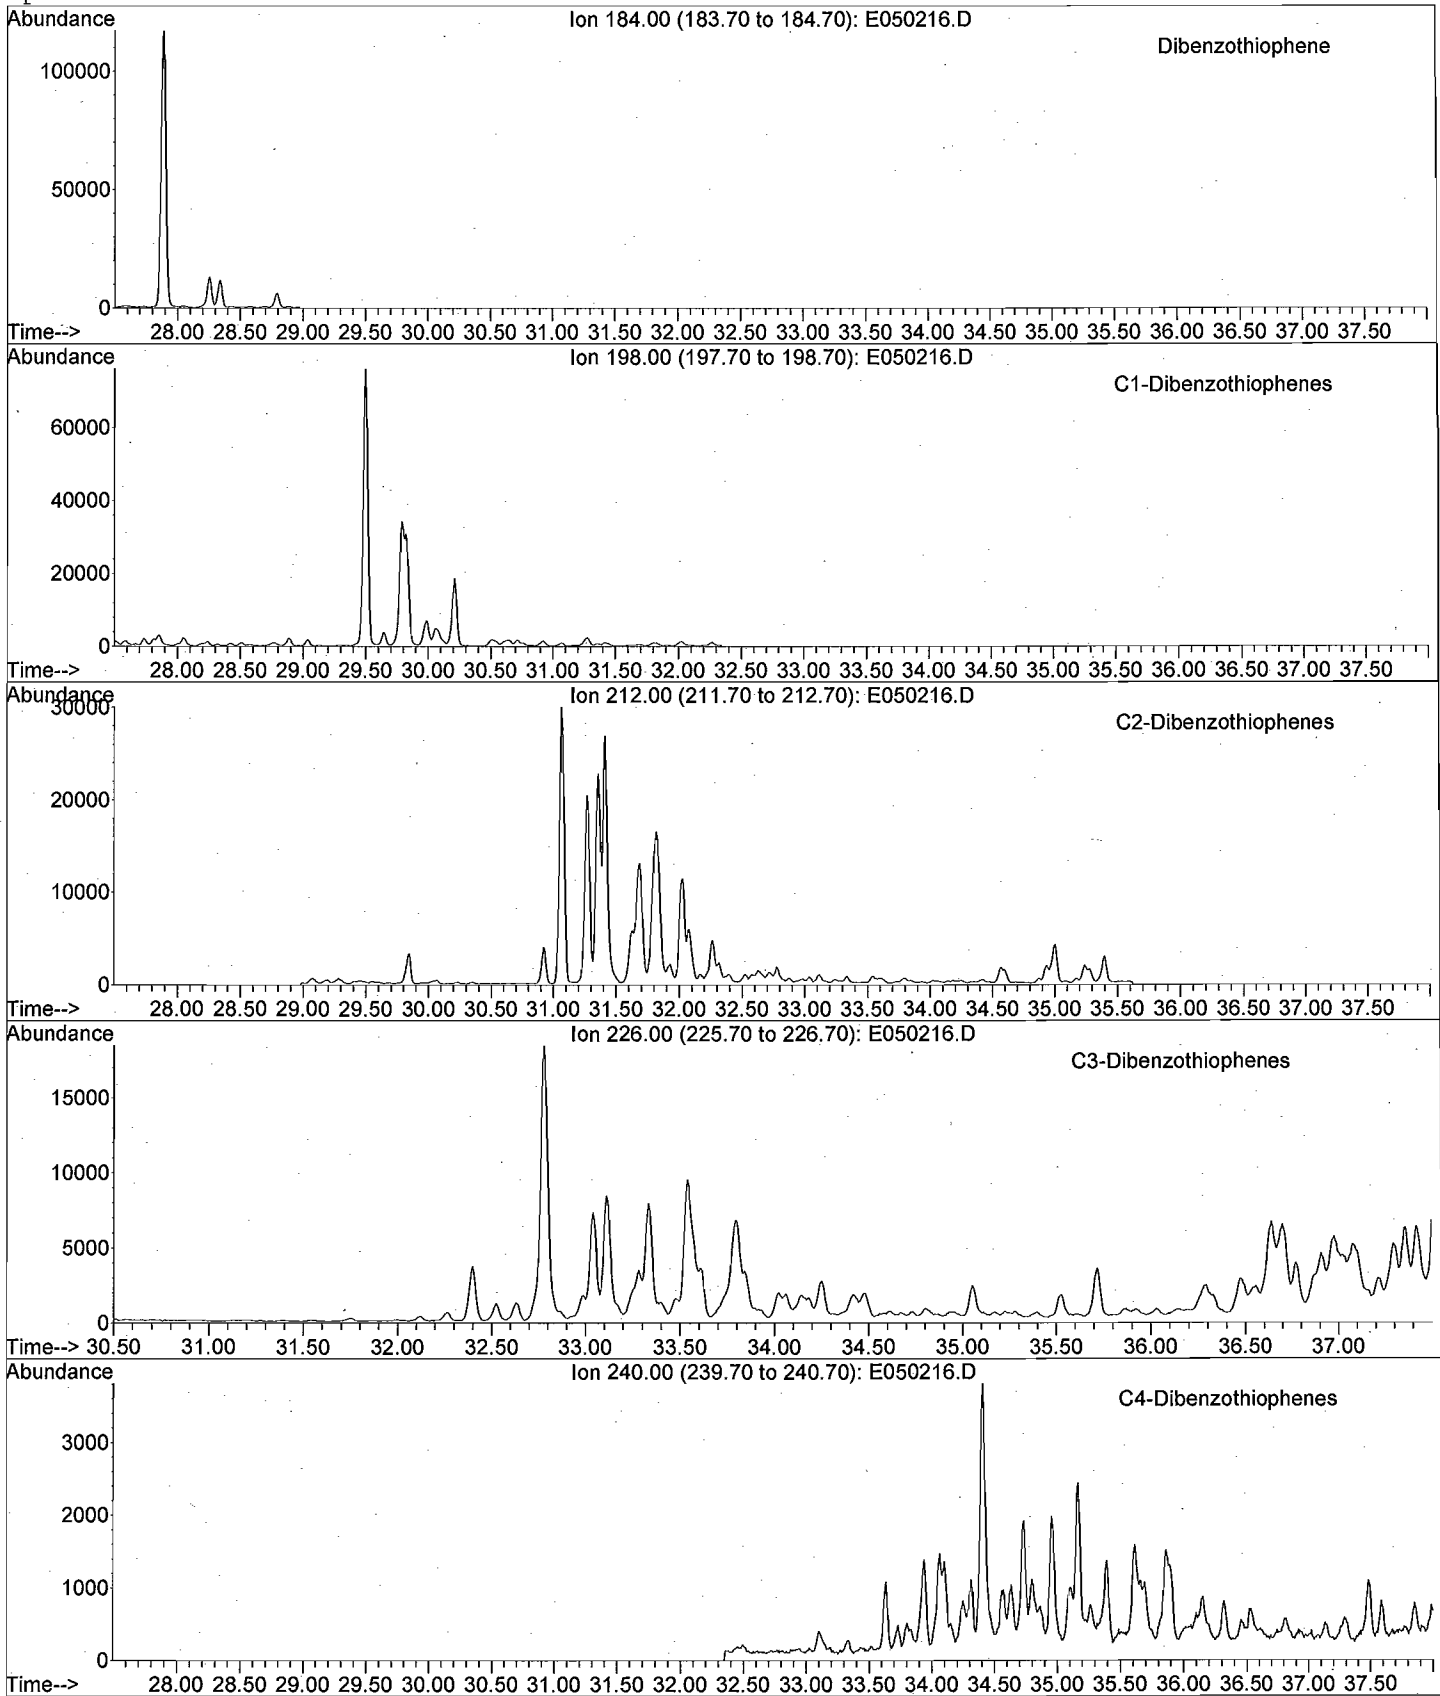 Abundance
Ion 184.00 (183.70 to 184.70): E050216.D
Dibenzothiophene
100000
50000
0
Time--> 28.00 28.50 29.00 29.50 30.00 30.50 31.00 31.50 32.00 32.50 33.00 33.50 34.00 34.50 35.00 35.50 36.00 36.50 37.00 37.50
Abundance
Ion 198.00 (197.70 to 198.70): E050216.D
C1-Dibenzothiophenes
60000
40000
20000
0
Time--> 28.00 28.50 29.00 29.50 30.00 30.50 31.00 31.50 32.00 32.50 33.00 33.50 34.00 34.50 35.00 35.50 36.00 36.50 37.00 37.50
Abundance
Ion 212.00 (211.70 to 212.70): E050216.D
30000
C2-Dibenzothiophenes
20000
10000
0
Time--> 28.00 28.50 29.00 29.50 30.00 30.50 31.00 31.50 32.00 32.50 33.00 33.50 34.00 34.50 35.00 35.50 36.00 36.50 37.00 37.50
Abundance
Ion 226.00 (225.70 to 226.70): E050216.D
C3-Dibenzothiophenes
15000
10000
5000
0
Time--> 30.50 31.00 31.50 32.00 32.50 33.00 33.50 34.00 34.50 35.00 35.50 36.00 36.50 37.00
Abundance
Ion 240.00 (239.70 to 240.70): E050216.D
C4-Dibenzothiophenes
3000
2000
1000
0
Time--> 28.00 28.50 29.00 29.50 30.00 30.50 31.00 31.50 32.00 32.50 33.00 33.50 34.00 34.50 35.00 35.50 36.00 36.50 37.00 37.50